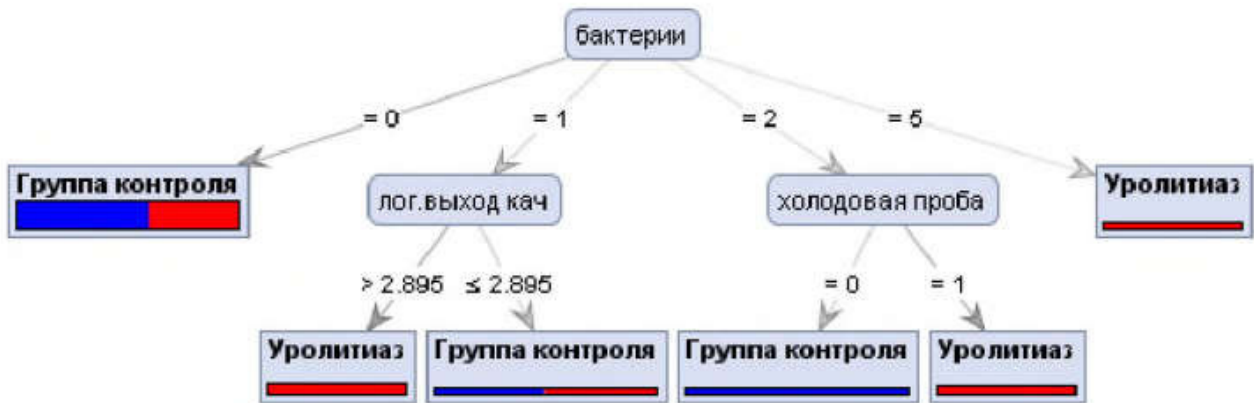 бактерии
= 0
= 1
= 2
= 5
Группа контроля
лог.выход кач
холодовая проба
Уролитиаз
> 2.895
≤ 2.895
= 0
= 1
Уролитиаз
Группа контроля
Группа контроля
Уролитиаз